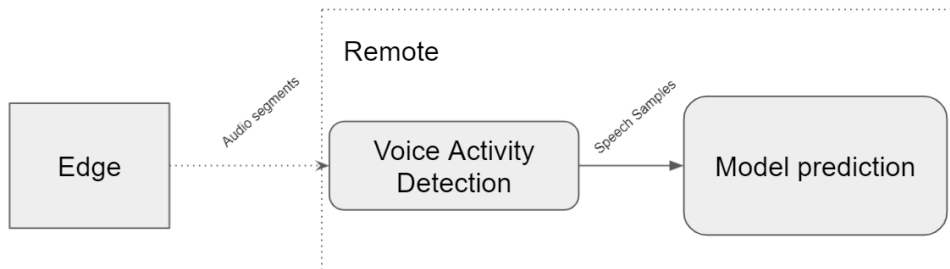 Remote
Edge
Audio segments
Voice Activity
Detection
Speech Samples
Model prediction